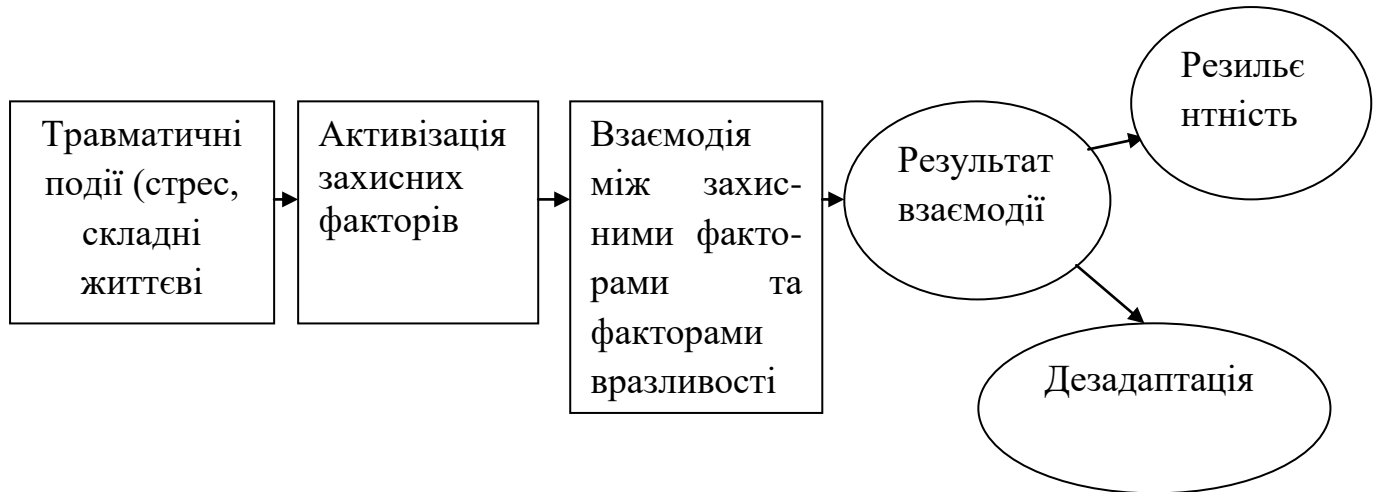 Травматичні
події (стрес,
складні
життєві
Активізація
захисних
факторів
Взаємодія
між захис-
ними факто-
рами та
факторами
вразливості
Результат
взаємодії
Резильє
нтність
Дезадаптація